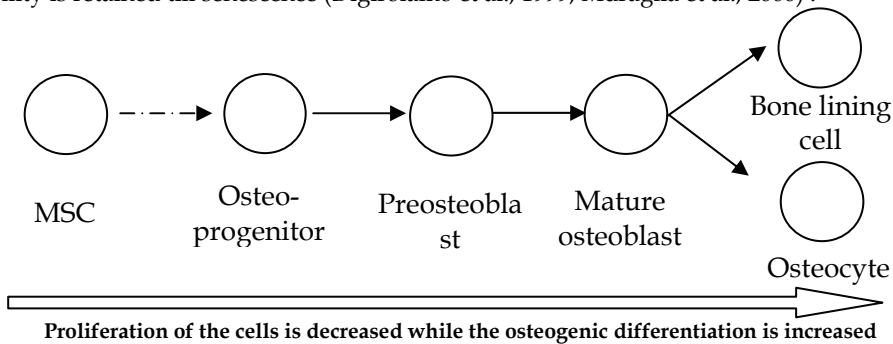 MSC
Osteo-
progenitor
Preosteobla
st
Mature
osteoblast
Bone lining
cell
Osteocyte
Proliferation of the cells is decreased while the osteogenic differentiation is increased